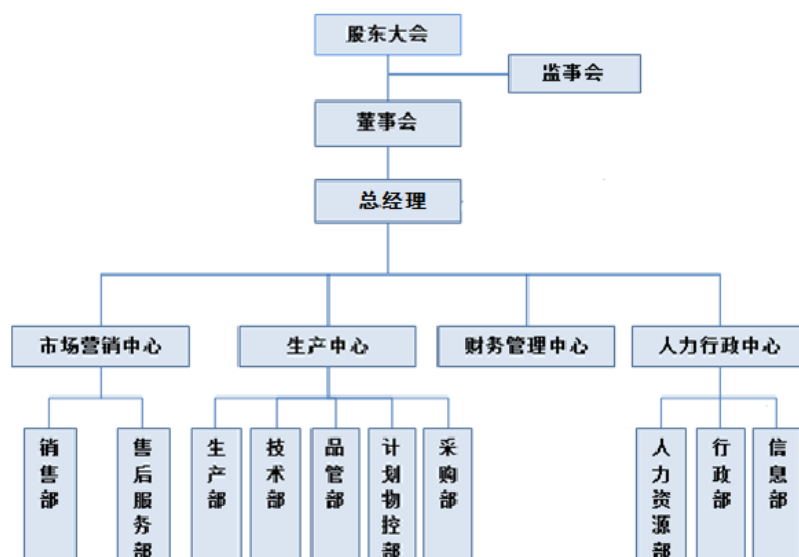 股东大会
监事会
董事会
总经理
市场营销中心
生产中心
财务管理中心
人力行政中心
销售部
售后服务部
生产部
技术部
品管部
计划物控部
采购部
人力资源部
行政部
信息部